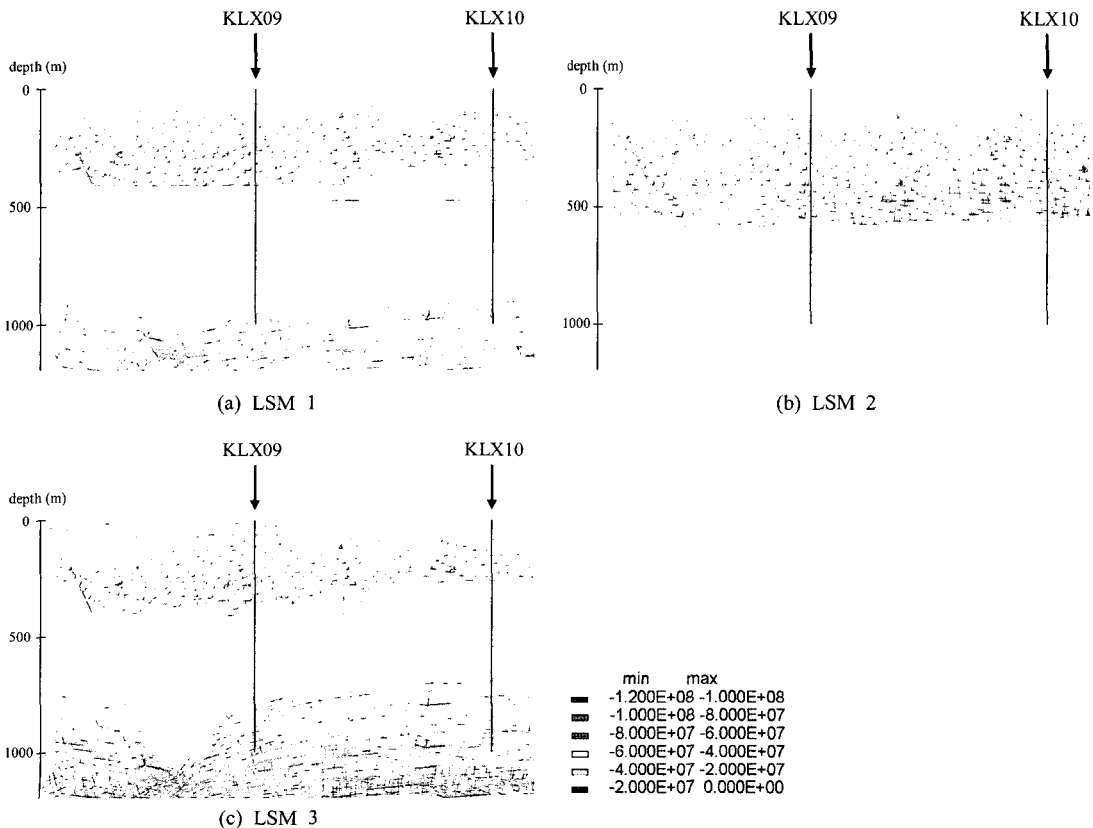 KLX09 KLX10
depth (m)
0
500
1000
(a) LSM 1
KLX09 KLX10
depth (m)
0
500
1000
(b) LSM 2
KLX09 KLX10
depth (m)
0
500
1000
(c) LSM 3
min max
-1.200E+08 -1.000E+08
-1.000E+08 -8.000E+07
-8.000E+07 -6.000E+07
-6.000E+07 -4.000E+07
-4.000E+07 -2.000E+07
-2.000E+07 0.000E+00